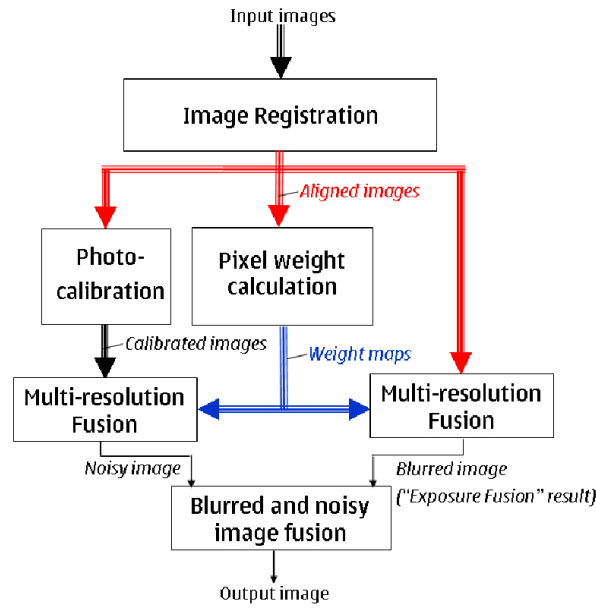 Input images
Image Registration
Aligned images
Photo-
calibration
Pixel weight
calculation
Calibrated images
Weight maps
Multi-resolution
Fusion
Multi-resolution
Fusion
Noisy image
Blurred image
("Exposure Fusion" result)
Blurred and noisy
image fusion
Output image